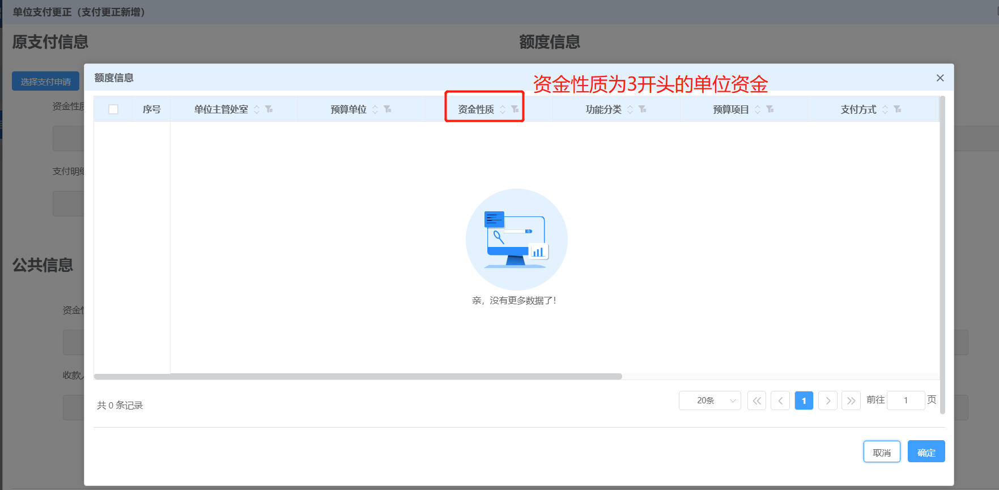 单位支付更正（支付更正新增）
原支付信息
额度信息
选择支付申请
额度信息
资金性质为3开头的单位资金
资金性质
序号 单位主管处室 预算单位 资金性质 功能分类 预算项目 支付方式
支付明细
亲，没有更多数据了！
公共信息
资金性
收款人
共 0 条记录
20条
1
前往 1 页
取消
确定